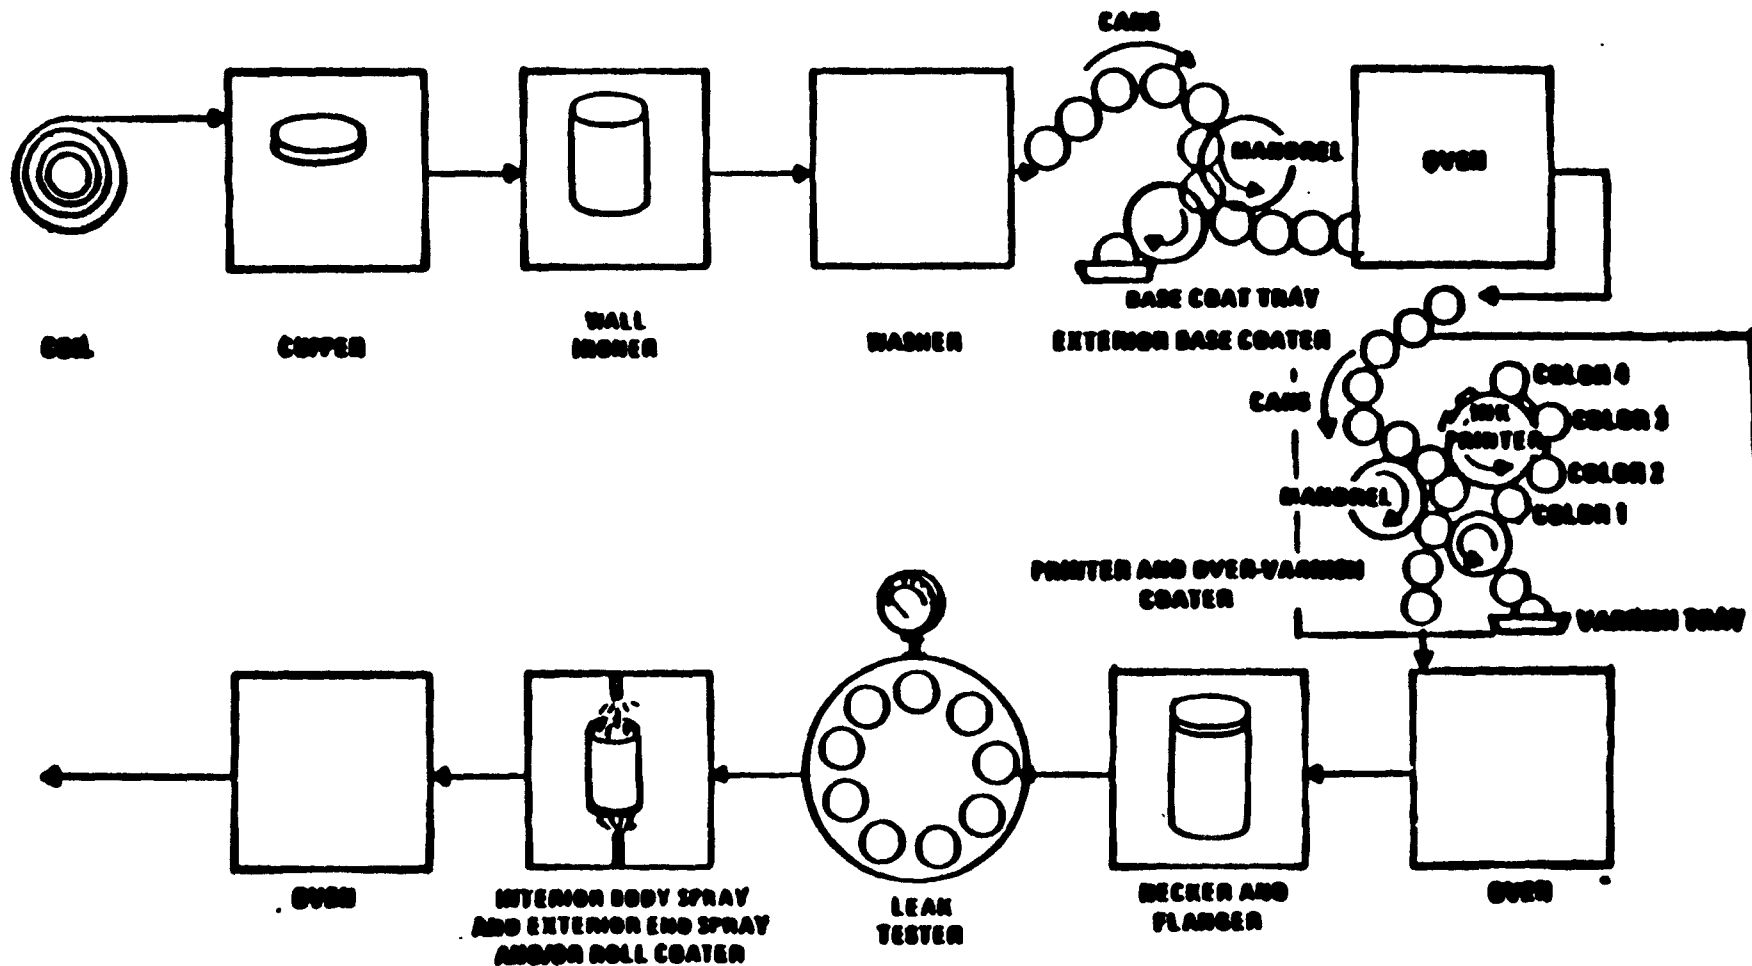 CANS
MANDREL
OVEN
BASE COAT TRAY
COIL
CUPPER
WALL
IRONER
WASHER
EXTERIOR BASE COATER
CANS
COLOR 4
INK
PRINTER
COLOR 3
COLOR 2
MANDREL
COLOR 1
PRINTER AND OVER-VARNISH
COATER
VARNISH TRAY
OVEN
INTERIOR BODY SPRAY
AND EXTERIOR END SPRAY
AND/OR ROLL COATER
LEAK
TESTER
NECKER AND
FLANGER
OVEN